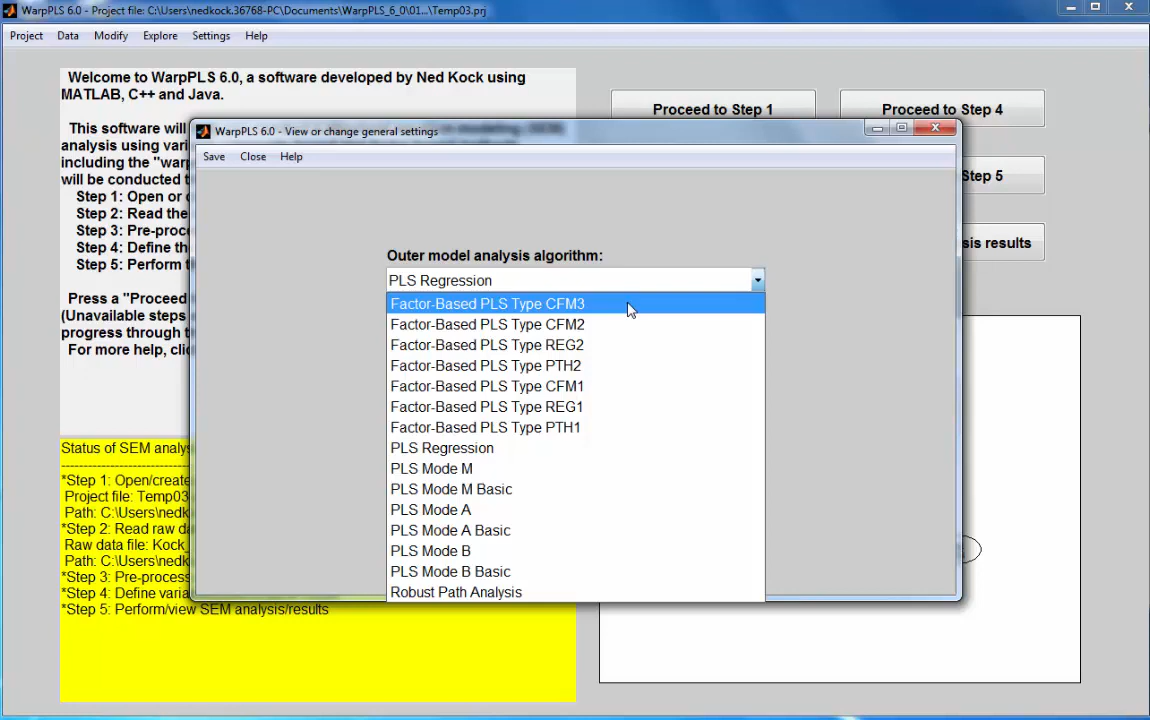 WarpPLS 6.0 - Project file: C:\Users\nedkock.36768-PC\Documents\WarpPLS_6_0\01...\Temp03.prj
Project Data Modify Explore Settings Help
Welcome to WarpPLS 6.0, a software developed by Ned Kock using
MATLAB, C++ and Java.
Proceed to Step 1
Proceed to Step 4
This software will
analysis using vari
including the "warp
will be conducted t
Step 1: Open or
Step 2: Read the
Step 3: Pre-proc
Step 4: Define th
Step 5: Perform t
Press a "Proceed
(Unavailable steps
progress through t
For more help, clic
Step 5
sis results
WarpPLS 6.0 - View or change general settings
Save Close Help
Outer model analysis algorithm:
PLS Regression
Factor-Based PLS Type CFM3
Factor-Based PLS Type CFM2
Factor-Based PLS Type REG2
Factor-Based PLS Type PTH2
Factor-Based PLS Type CFM1
Factor-Based PLS Type REG1
Factor-Based PLS Type PTH1
PLS Regression
PLS Mode M
PLS Mode M Basic
PLS Mode A
PLS Mode A Basic
PLS Mode B
PLS Mode B Basic
Robust Path Analysis
Status of SEM analys
*Step 1: Open/create
Project file: Temp03
Path: C:\Users\nedk
*Step 2: Read raw da
Raw data file: Kock_
Path: C:\Users\nedk
*Step 3: Pre-process
*Step 4: Define varia
*Step 5: Perform/view SEM analysis/results